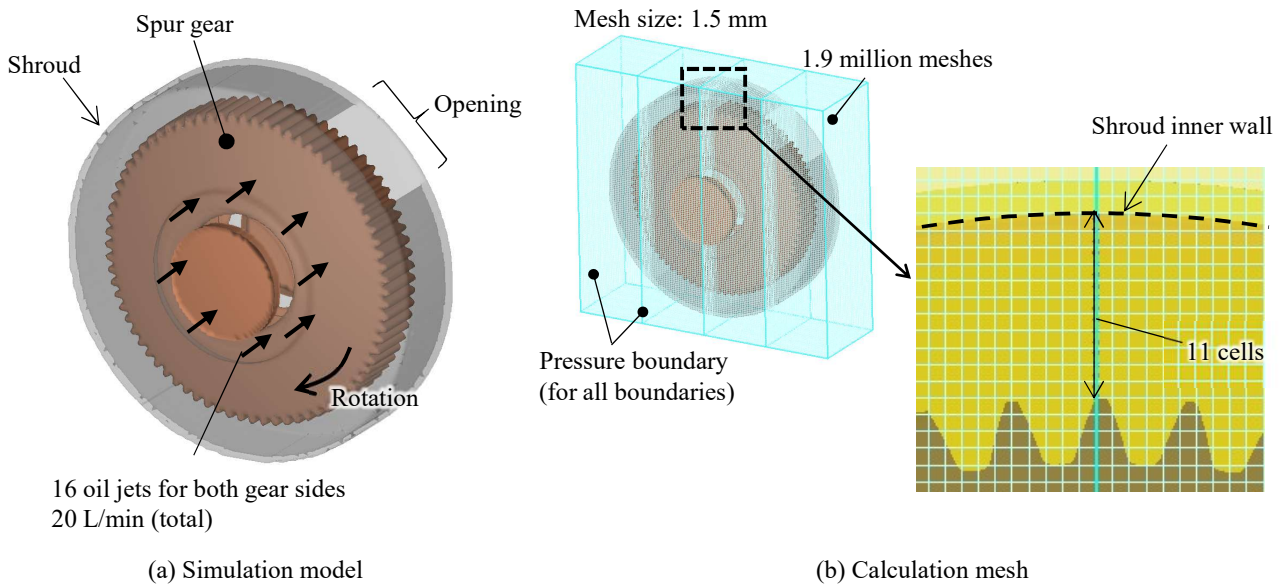 Spur gear
Shroud
Opening
Rotation
16 oil jets for both gear sides
20 L/min (total)
(a) Simulation model
Mesh size: 1.5 mm
1.9 million meshes
Shroud inner wall
11 cells
Pressure boundary
(for all boundaries)
(b) Calculation mesh